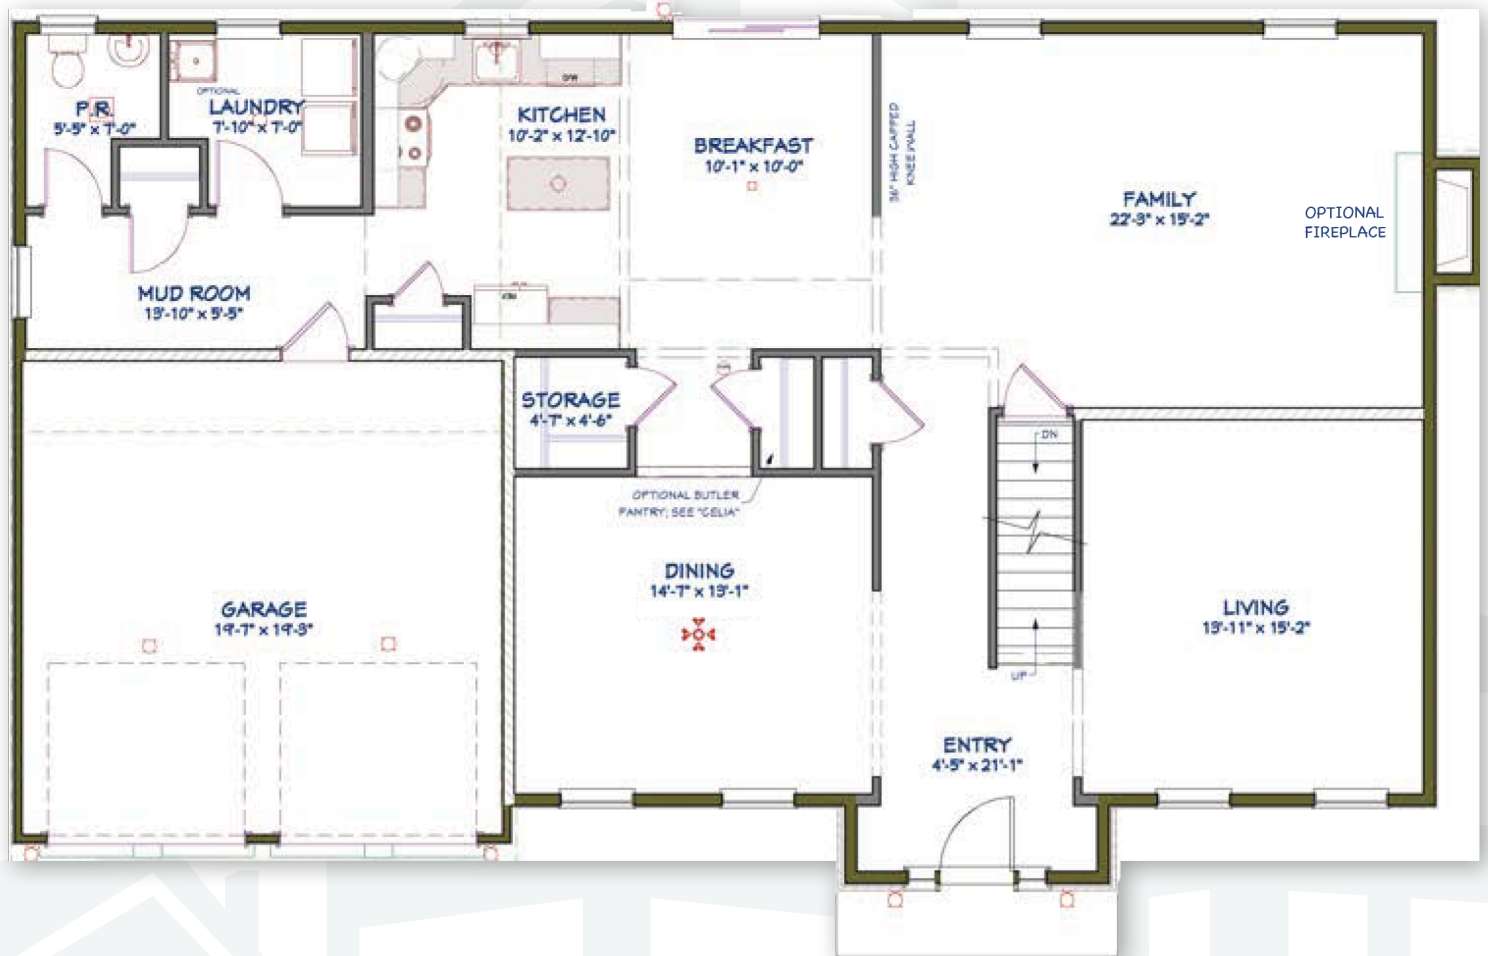 P.R.
5'-5" x 7'-0"
OPTIONAL
LAUNDRY
7'-10" x 7'-0"
KITCHEN
10'-2" x 12'-10"
D/W
BREAKFAST
10'-1" x 10'-0"
36" HIGH CAPPED
KNEE WALL
FAMILY
22'-3" x 15'-2"
OPTIONAL
FIREPLACE
MUD ROOM
13'-10" x 5'-5"
REF.
STORAGE
4'-7" x 4'-6"
OPTIONAL BUTLER
PANTRY; SEE "CELIA"
DN
DINING
14'-7" x 13'-1"
GARAGE
19'-7" x 19'-3"
LIVING
13'-11" x 15'-2"
UP
ENTRY
4'-5" x 21'-1"